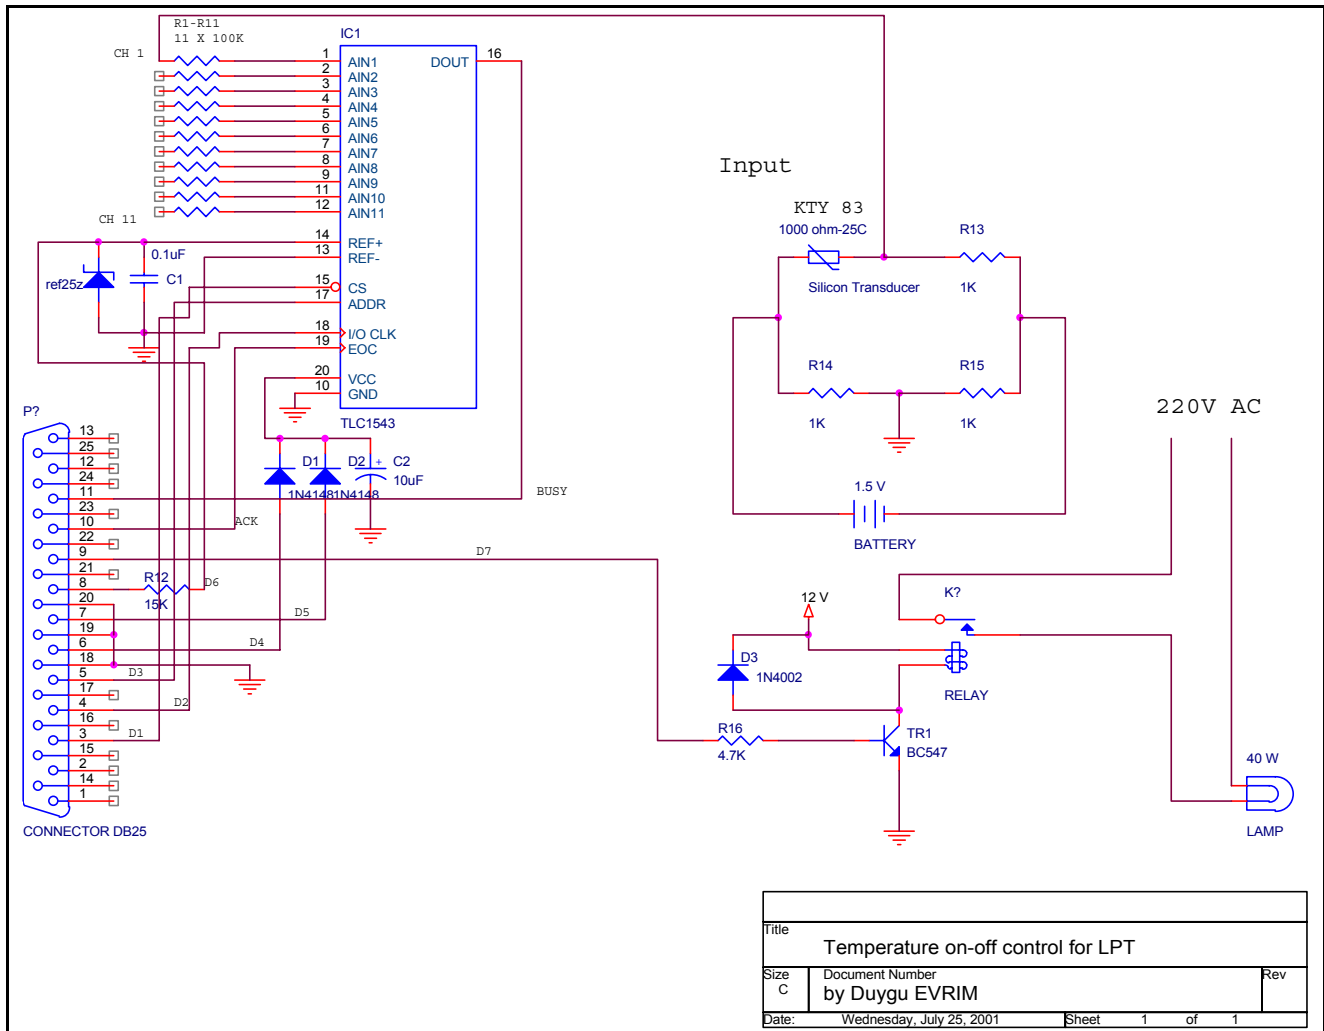 R1-R11
11 X 100K
CH 1
IC1
1 AIN1
2 AIN2
3 AIN3
4 AIN4
5 AIN5
6 AIN6
7 AIN7
8 AIN8
9 AIN9
11 AIN10
12 AIN11
DOUT 16
CH 11
14 REF+
13 REF-
15 CS
17 ADDR
18 I/O CLK
19 EOC
20 VCC
10 GND
TLC1543
0.1uF
C1
ref25z
Input
KTY 83
1000 ohm-25C
Silicon Transducer
R13
1K
R14
1K
R15
1K
1.5 V
BATTERY
220V AC
P?
13
25
12
24
11
23
10
22
9
21
8
20
7
19
6
18
5
17
4
16
3
15
2
14
1
CONNECTOR DB25
D1
1N4148
D2
1N4148
+
C2
10uF
BUSY
ACK
D7
R12
15K
D6
D5
D4
D3
D2
D1
12 V
K?
RELAY
D3
1N4002
R16
4.7K
TR1
BC547
40 W
LAMP
Title
Temperature on-off control for LPT
Size
C
Document Number
by Duygu EVRIM
Rev
Date: Wednesday, July 25, 2001 Sheet 1 of 1